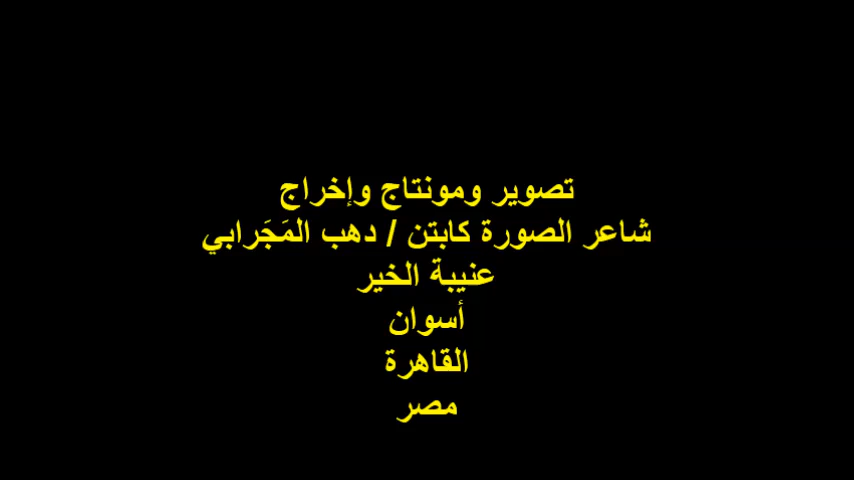 تصوير ومونتاج وإخراج
شاعر الصورة كابتن / دهب المَجَرابي
عنيبة الخير
أسوان
القاهرة
مصر